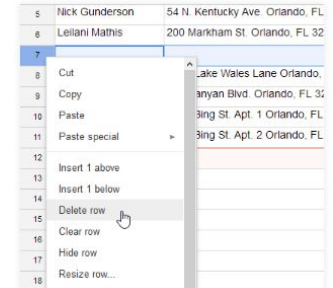 5 Nick Gunderson 54 N. Kentucky Ave. Orlando, FL
6 Leilani Mathis 200 Markham St. Orlando, FL 32
7
Cut
8 Lake Wales Lane Orlando,
9 anyan Blvd. Orlando, FL 32
Copy
10 Bing St. Apt. 1 Orlando, FL
Paste
11 Bing St. Apt. 2 Orlando, FL
Paste special
12
Insert 1 above
13
Insert 1 below
14
Delete row
15
Clear row
16
Hide row
17
Resize row...
18